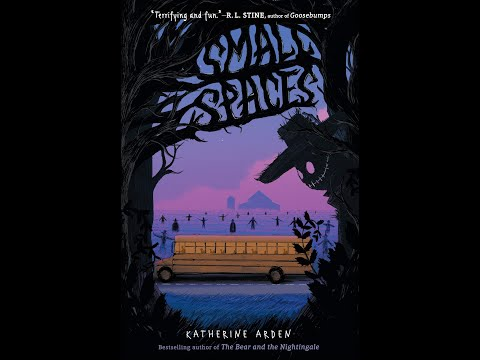 "Terrifying and fun."—R. L. STINE, author of Goosebumps
SMALL
SPACES
KATHERINE ARDEN
Bestselling author of The Bear and the Nightingale